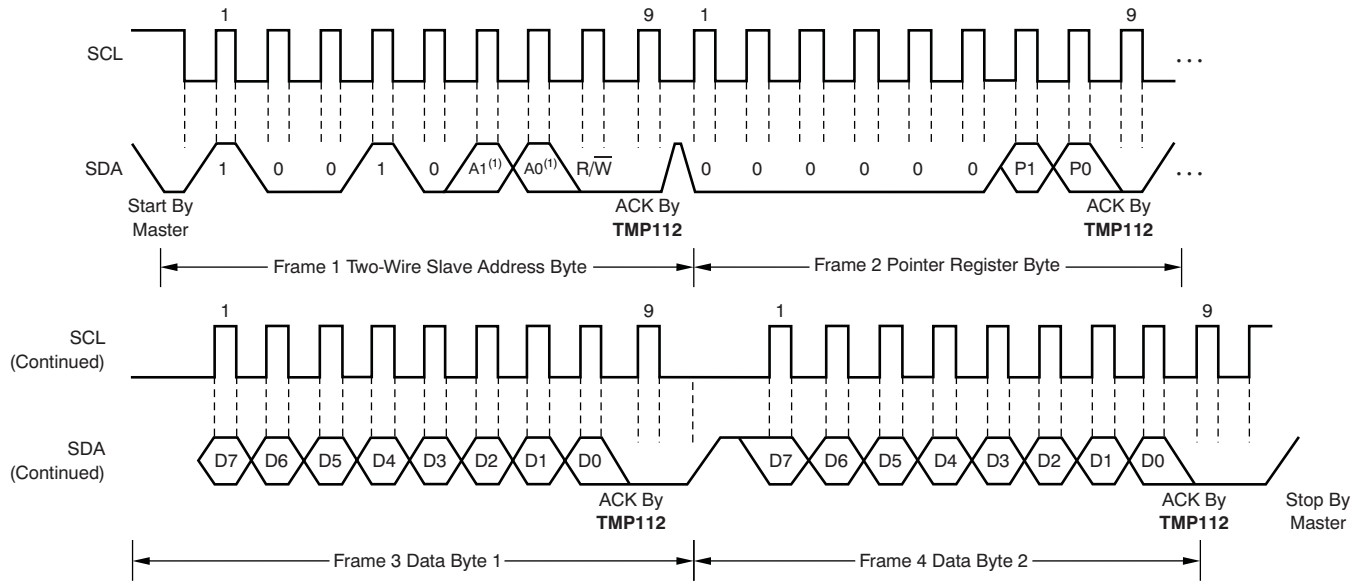 1 9 1 9
SCL
...
SDA 1 0 0 1 0 A1(1) A0(1) R/W̅ 0 0 0 0 0 0 P1 P0 ...
Start By Master
ACK By TMP112
ACK By TMP112
Frame 1 Two-Wire Slave Address Byte
Frame 2 Pointer Register Byte
1 9 1 9
SCL
(Continued)
SDA
(Continued)
D7 D6 D5 D4 D3 D2 D1 D0 D7 D6 D5 D4 D3 D2 D1 D0
ACK By TMP112
ACK By TMP112
Stop By Master
Frame 3 Data Byte 1
Frame 4 Data Byte 2